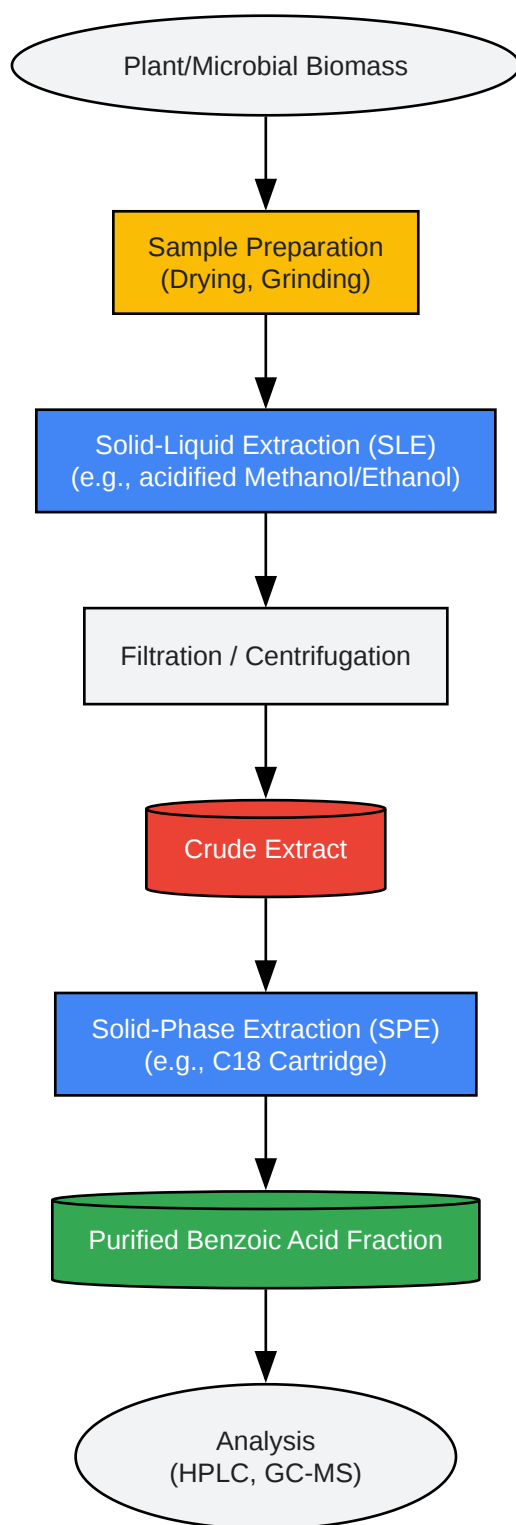 Plant/Microbial Biomass
Sample Preparation
(Drying, Grinding)
Solid-Liquid Extraction (SLE)
(e.g., acidified Methanol/Ethanol)
Filtration / Centrifugation
Crude Extract
Solid-Phase Extraction (SPE)
(e.g., C18 Cartridge)
Purified Benzoic Acid Fraction
Analysis
(HPLC, GC-MS)